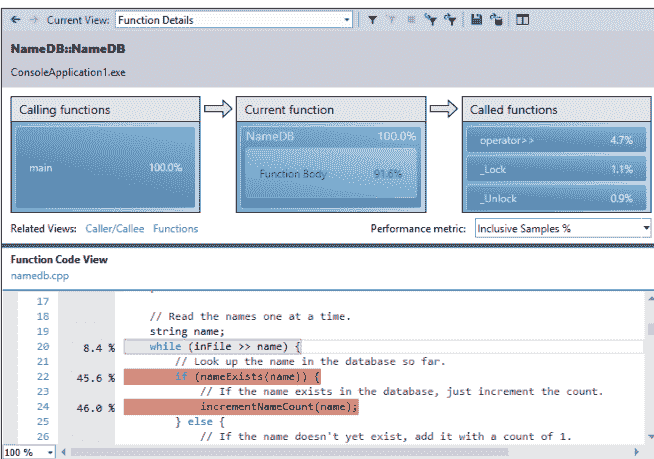 Current View: Function Details
NameDB::NameDB
ConsoleApplication1.exe
Calling functions
main 100.0%
Current function
NameDB 100.0%
Function Body 91.6%
Called functions
operator>> 4.7%
_Lock 1.1%
_Unlock 0.9%
Related Views: Caller/Callee Functions
Performance metric: Inclusive Samples %
Function Code View
namedb.cpp
17
18 // Read the names one at a time.
19 string name;
20 8.4 % while (inFile >> name) {
21 // Look up the name in the database so far.
22 45.6 % if (nameExists(name)) {
23 // If the name exists in the database, just increment the count.
24 46.0 % incrementNameCount(name);
25 } else {
26 // If the name doesn't yet exist, add it with a count of 1.
100 %